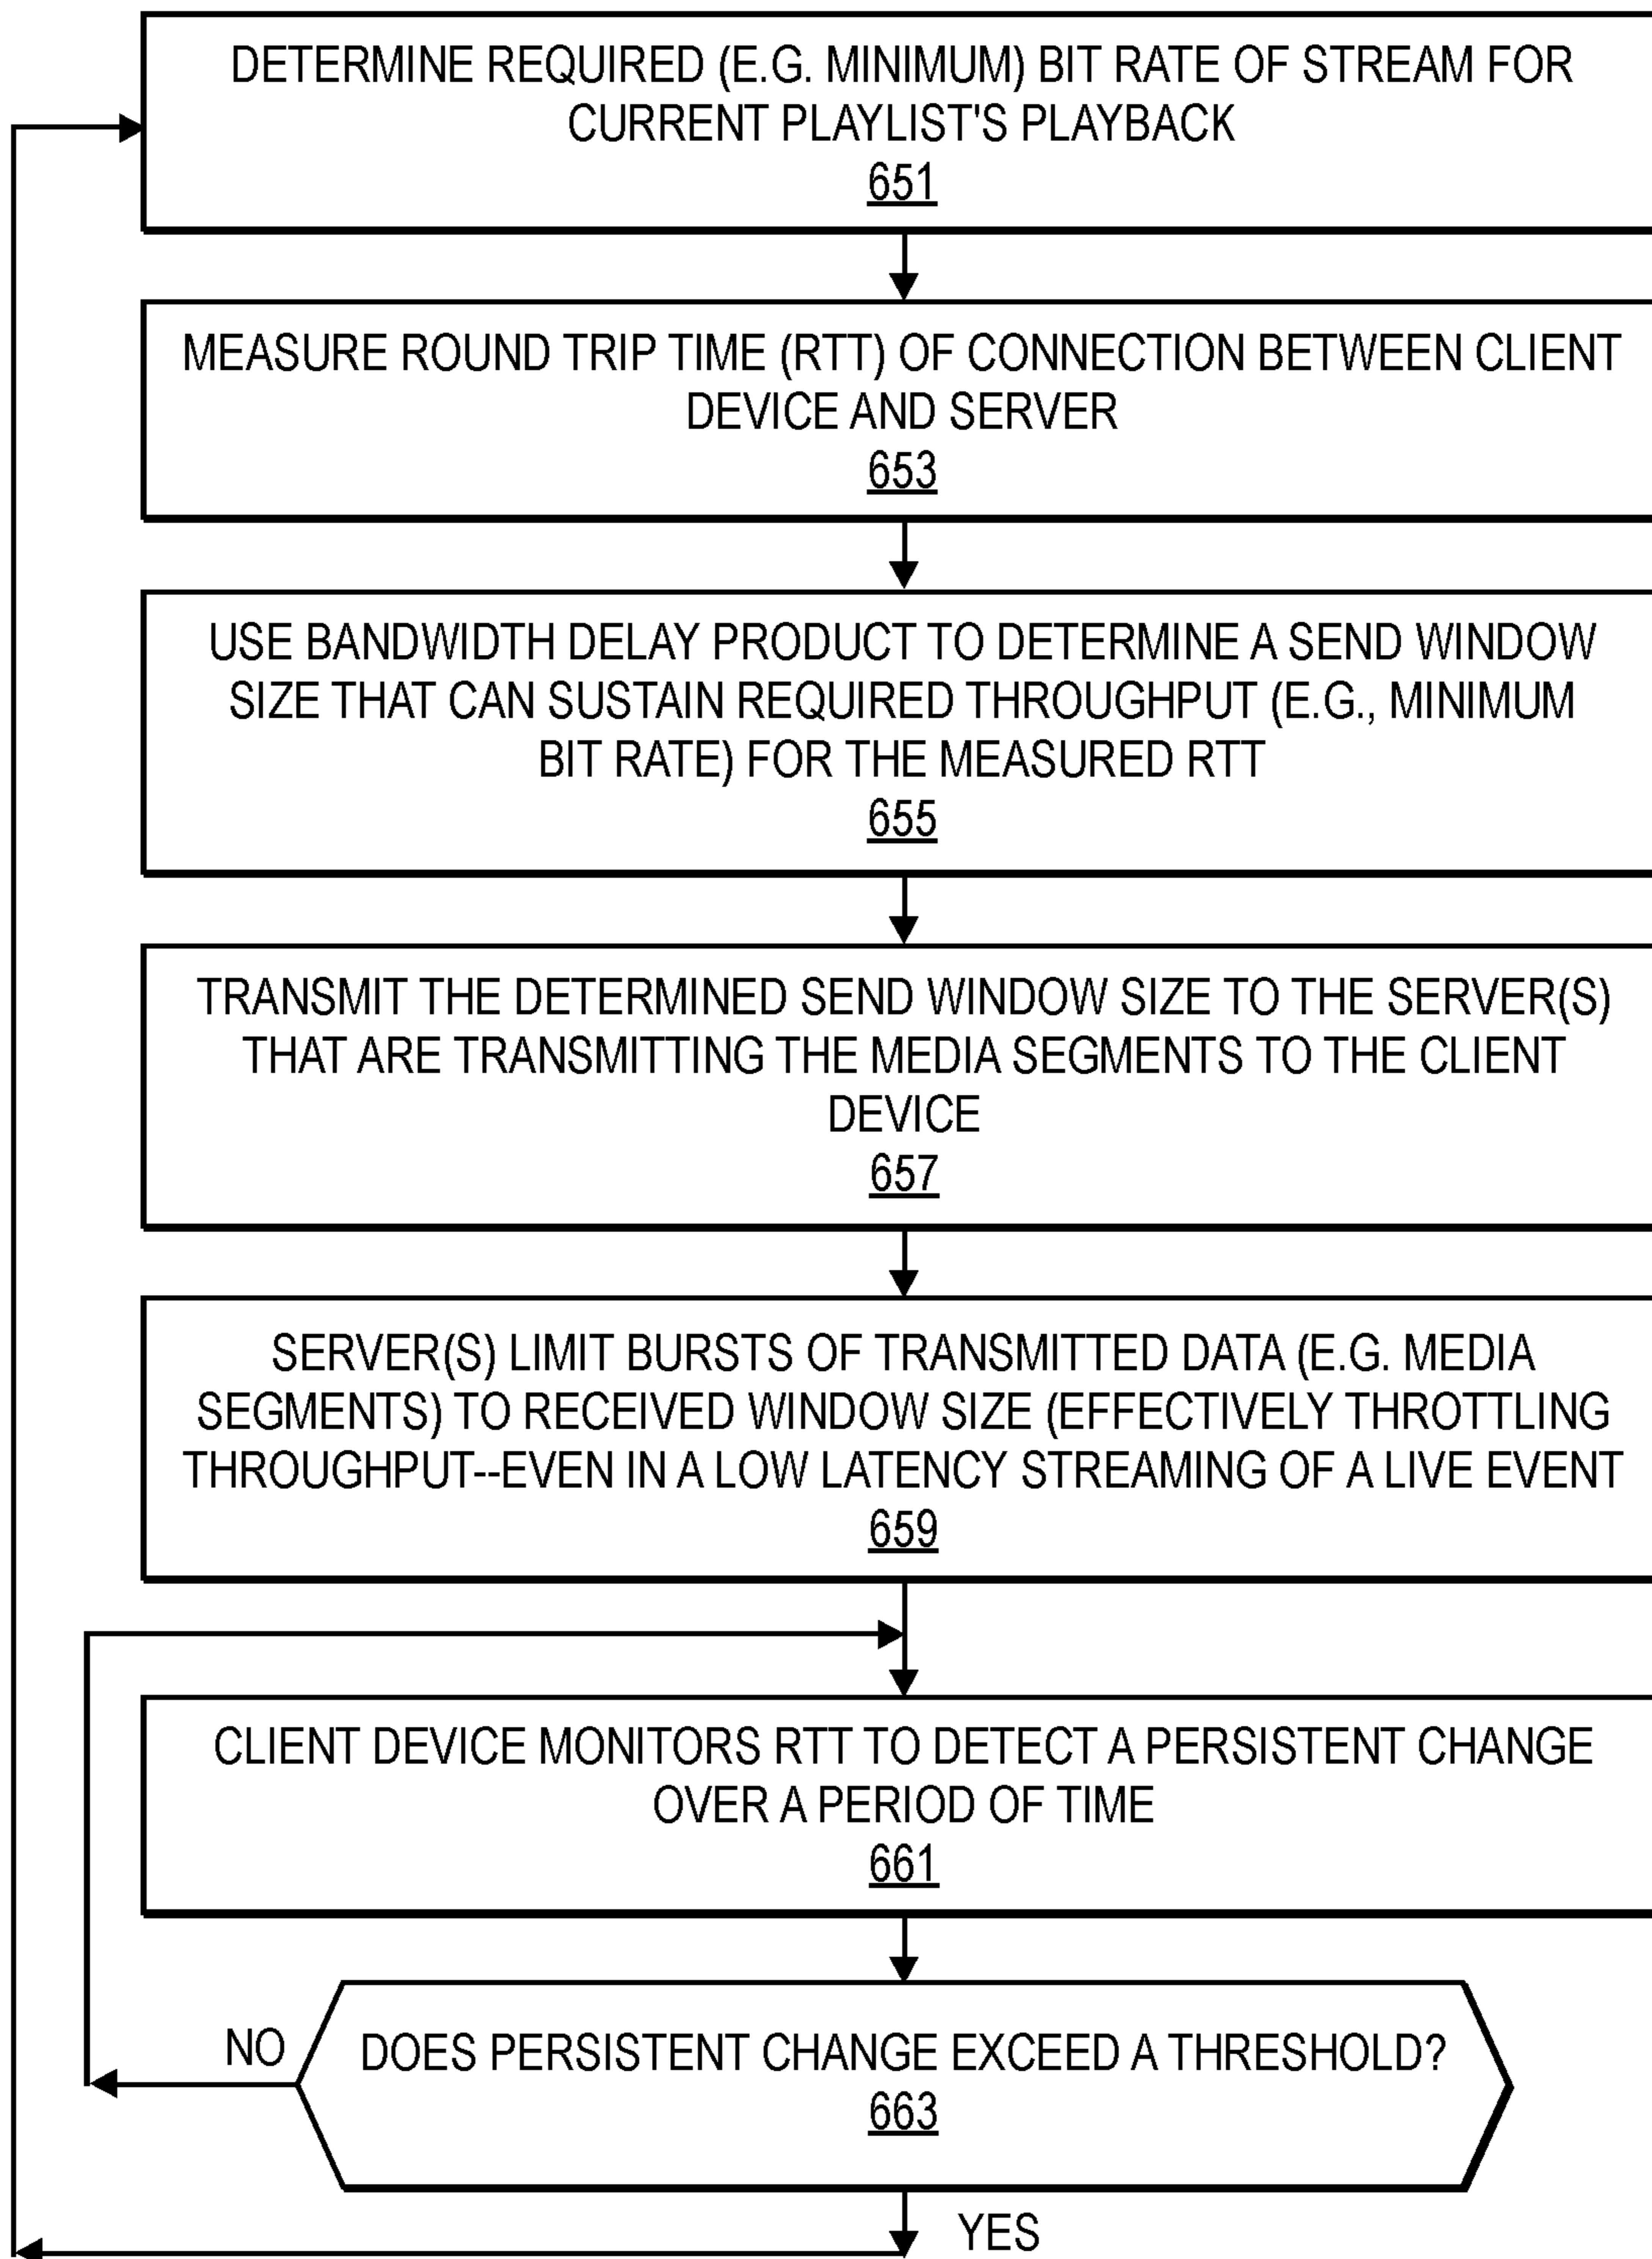 DETERMINE REQUIRED (E.G. MINIMUM) BIT RATE OF STREAM FOR
CURRENT PLAYLIST'S PLAYBACK
651
MEASURE ROUND TRIP TIME (RTT) OF CONNECTION BETWEEN CLIENT
DEVICE AND SERVER
653
USE BANDWIDTH DELAY PRODUCT TO DETERMINE A SEND WINDOW
SIZE THAT CAN SUSTAIN REQUIRED THROUGHPUT (E.G., MINIMUM
BIT RATE) FOR THE MEASURED RTT
655
TRANSMIT THE DETERMINED SEND WINDOW SIZE TO THE SERVER(S)
THAT ARE TRANSMITTING THE MEDIA SEGMENTS TO THE CLIENT
DEVICE
657
SERVER(S) LIMIT BURSTS OF TRANSMITTED DATA (E.G. MEDIA
SEGMENTS) TO RECEIVED WINDOW SIZE (EFFECTIVELY THROTTLING
THROUGHPUT--EVEN IN A LOW LATENCY STREAMING OF A LIVE EVENT
659
CLIENT DEVICE MONITORS RTT TO DETECT A PERSISTENT CHANGE
OVER A PERIOD OF TIME
661
NO
DOES PERSISTENT CHANGE EXCEED A THRESHOLD?
663
YES